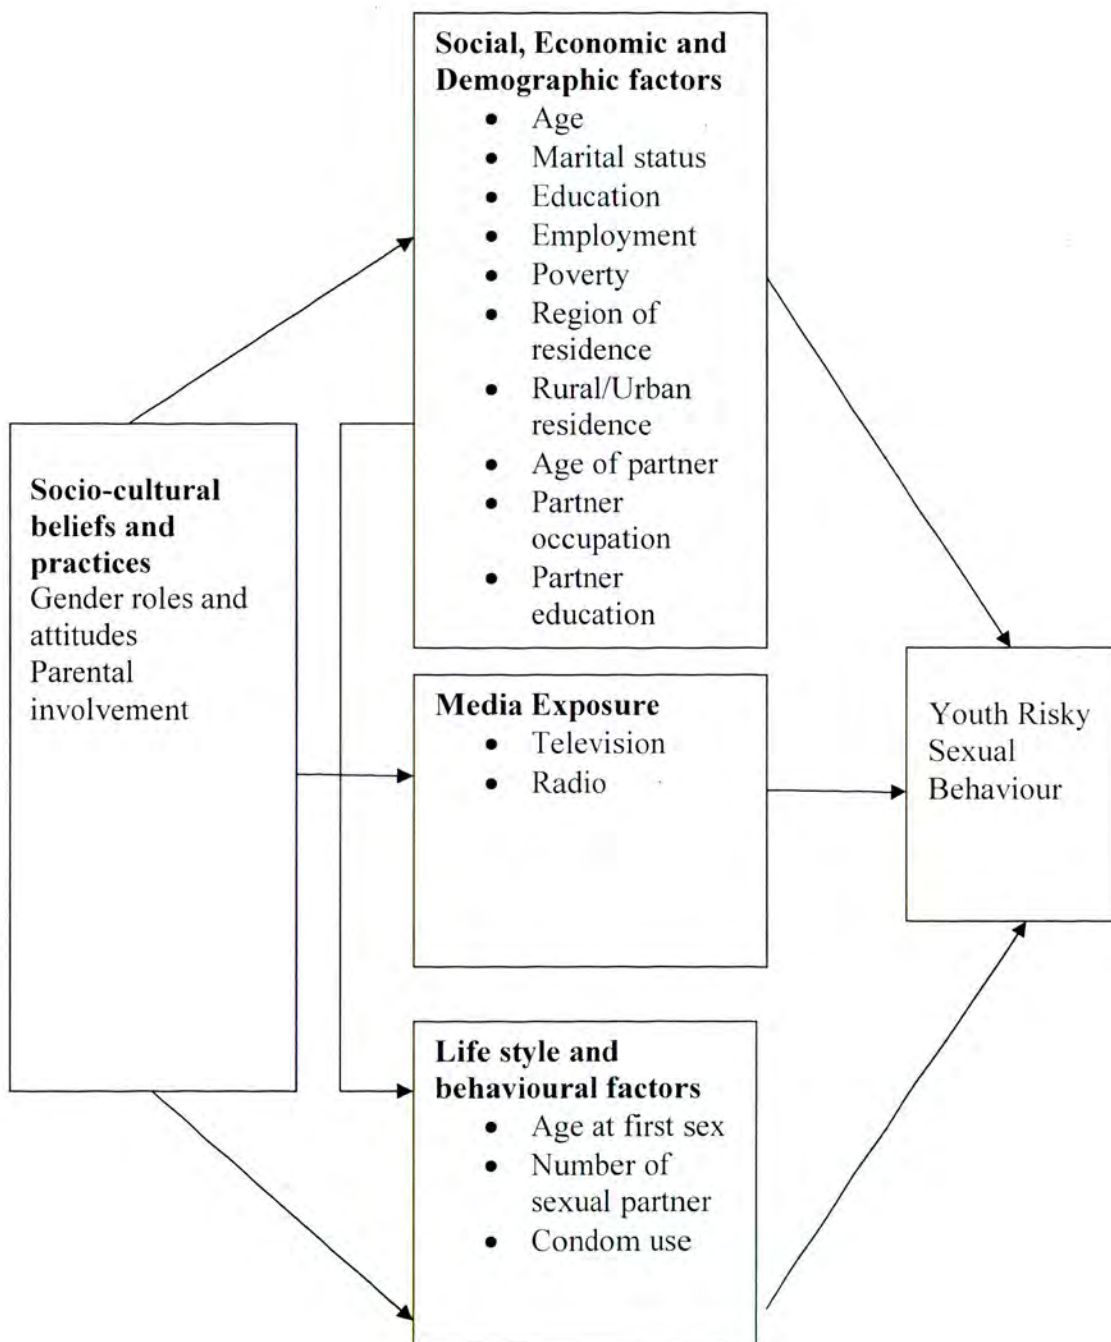 Social, Economic and
Demographic factors
• Age
• Marital status
• Education
• Employment
• Poverty
• Region of
residence
• Rural/Urban
residence
• Age of partner
• Partner
occupation
• Partner
education
Socio-cultural
beliefs and
practices
Gender roles and
attitudes
Parental
involvement
Media Exposure
• Television
• Radio
Youth Risky
Sexual
Behaviour
Life style and
behavioural factors
• Age at first sex
• Number of
sexual partner
• Condom use